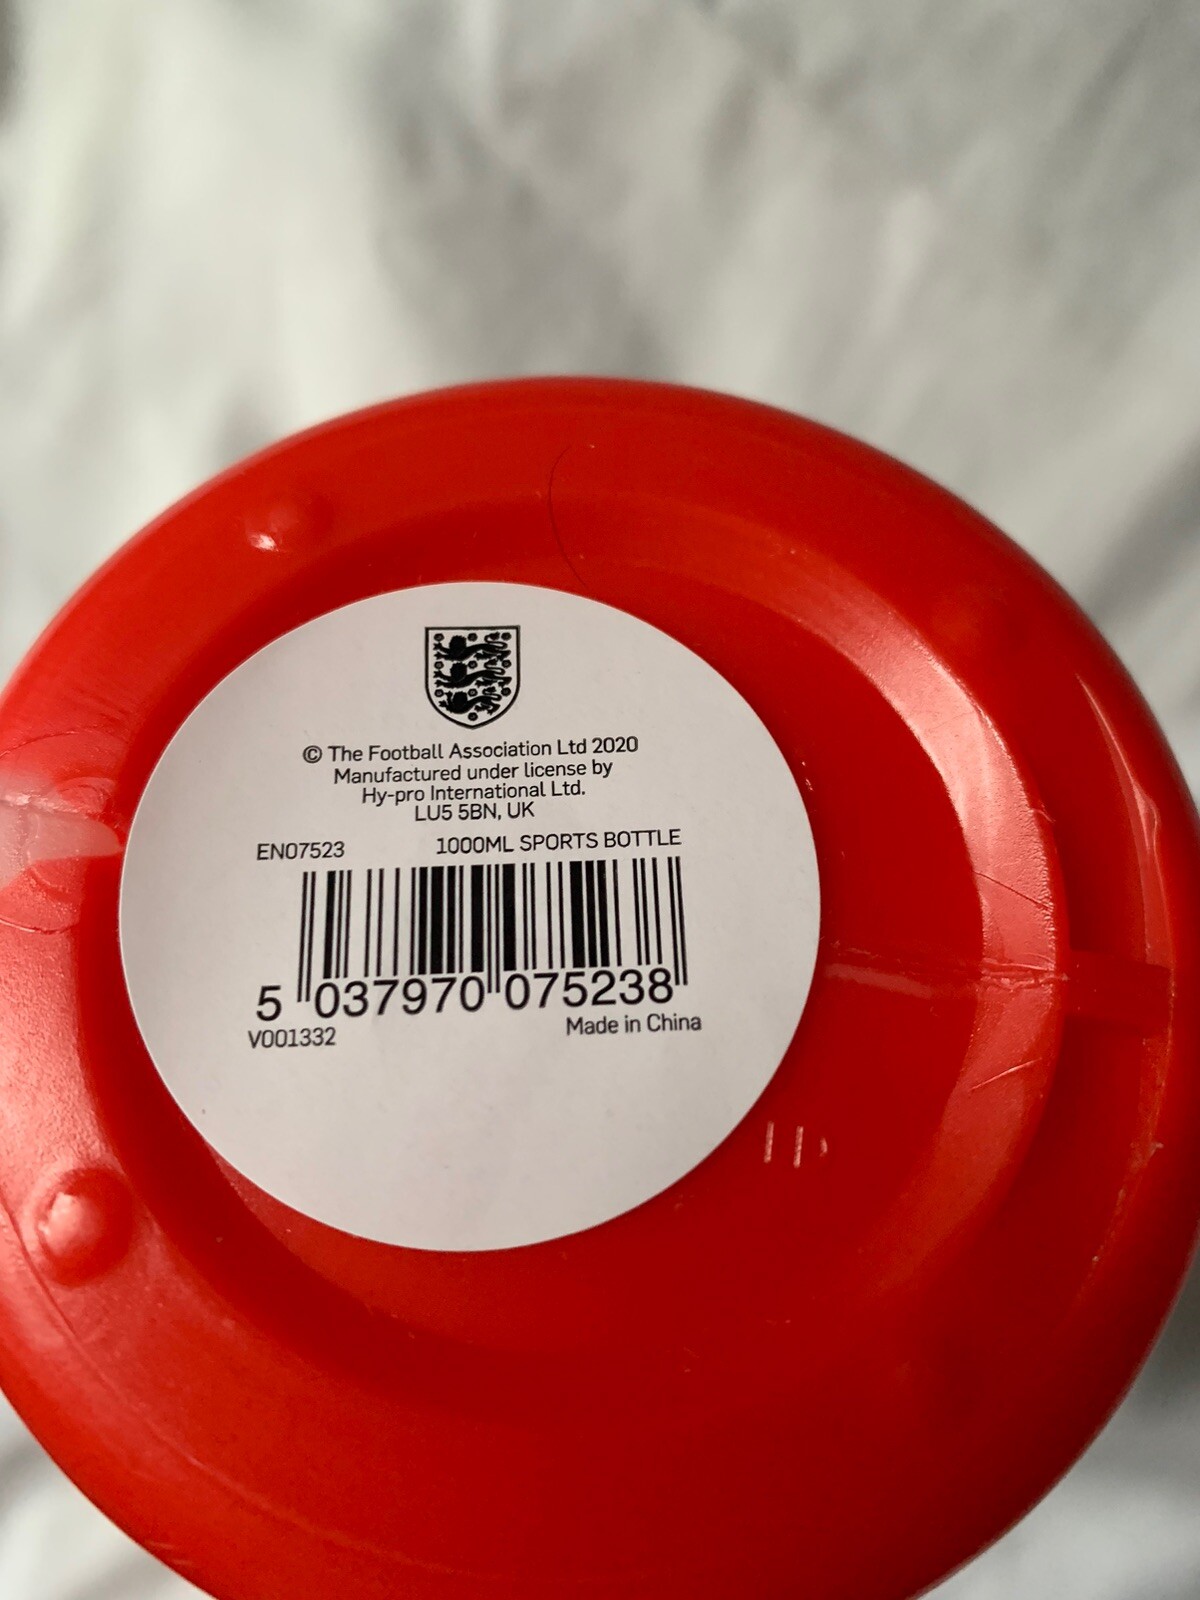 © The Football Association Ltd 2020
Manufactured under license by
Hy-pro International Ltd.
LU5 5BN, UK
EN07523 1000ML SPORTS BOTTLE
5 037970 075238
V001332 Made in China